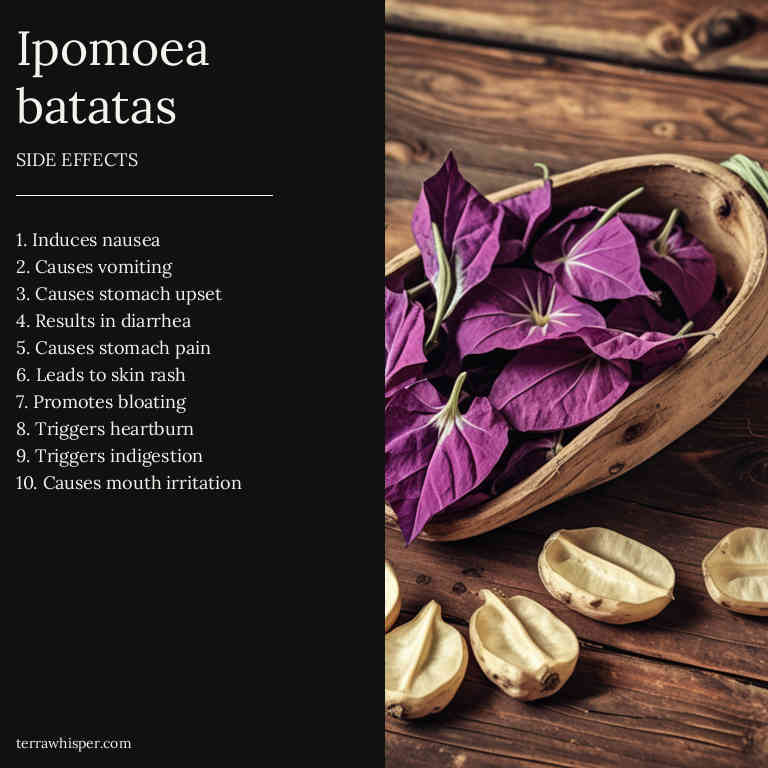 Ipomoea
batatas
SIDE EFFECTS
1. Induces nausea
2. Causes vomiting
3. Causes stomach upset
4. Results in diarrhea
5. Causes stomach pain
6. Leads to skin rash
7. Promotes bloating
8. Triggers heartburn
9. Triggers indigestion
10. Causes mouth irritation
terrawhisper.com